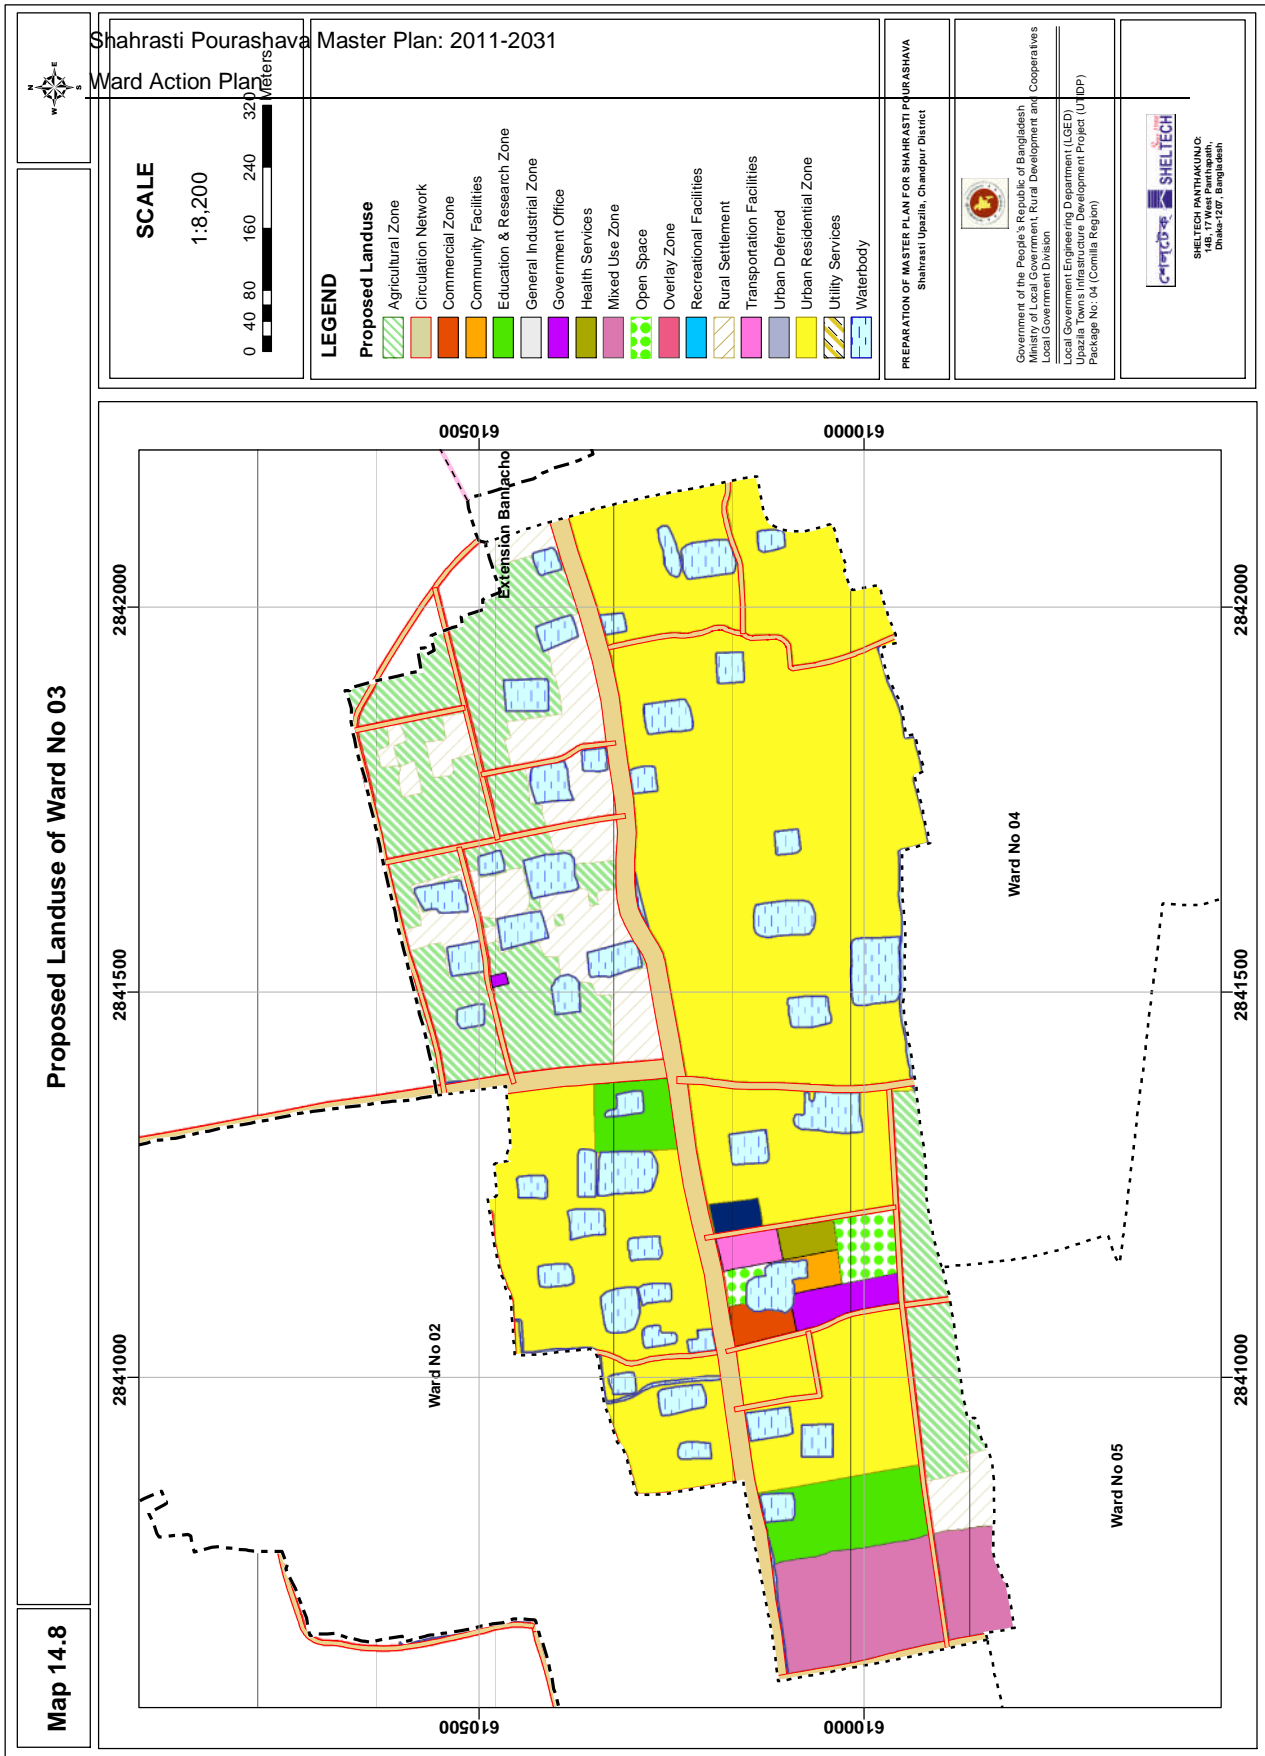 Shahrasti Pourashava Master Plan: 2011-2031
Ward Action Plan
Map 14.8
Proposed Landuse of Ward No 03
N
E
S
W
SCALE
1:8,200
0 40 80 160 240 320
Meters
LEGEND
Proposed Landuse
Agricultural Zone
Circulation Network
Commercial Zone
Community Facilities
Education & Research Zone
General Industrial Zone
Government Office
Health Services
Mixed Use Zone
Open Space
Overlay Zone
Recreational Facilities
Rural Settlement
Transportation Facilities
Urban Deferred
Urban Residential Zone
Utility Services
Waterbody
PREPARATION OF MASTER PLAN FOR SHAHRASTI POURASHAVA
Shahrasti Upazila, Chandpur District
Government of the People's Republic of Bangladesh
Ministry of Local Government, Rural Development and Cooperatives
Local Government Division
Local Government Engineering Department (LGED)
Upazila Towns Infrastructure Development Project (UTIDP)
Package No: 04 (Comilla Region)
শেলটেক্ SHELTECH
SHELTECH PANTHAKUNJO:
14B, 17 West Panthapath,
Dhaka-1207, Bangladesh
610500
610000
2842000
2841500
2841000
2842000
2841500
2841000
610500
610000
Extension Banlacho
Ward No 02
Ward No 04
Ward No 05